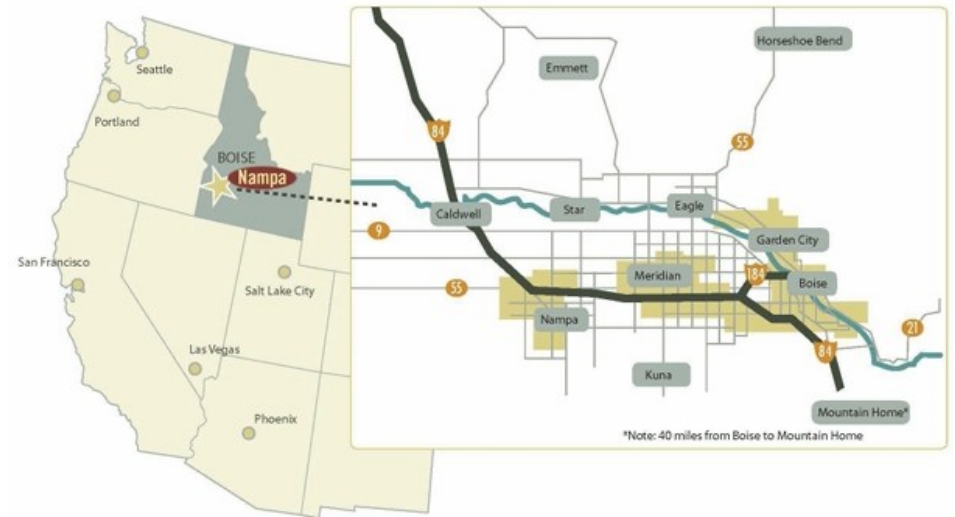 Seattle
Portland
BOISE
Nampa
San Francisco
Salt Lake City
Las Vegas
Phoenix
Horseshoe Bend
Emmett
84
55
Caldwell
Star
Eagle
9
Garden City
Meridian
184
Boise
55
Nampa
21
84
Kuna
Mountain Home*
*Note: 40 miles from Boise to Mountain Home